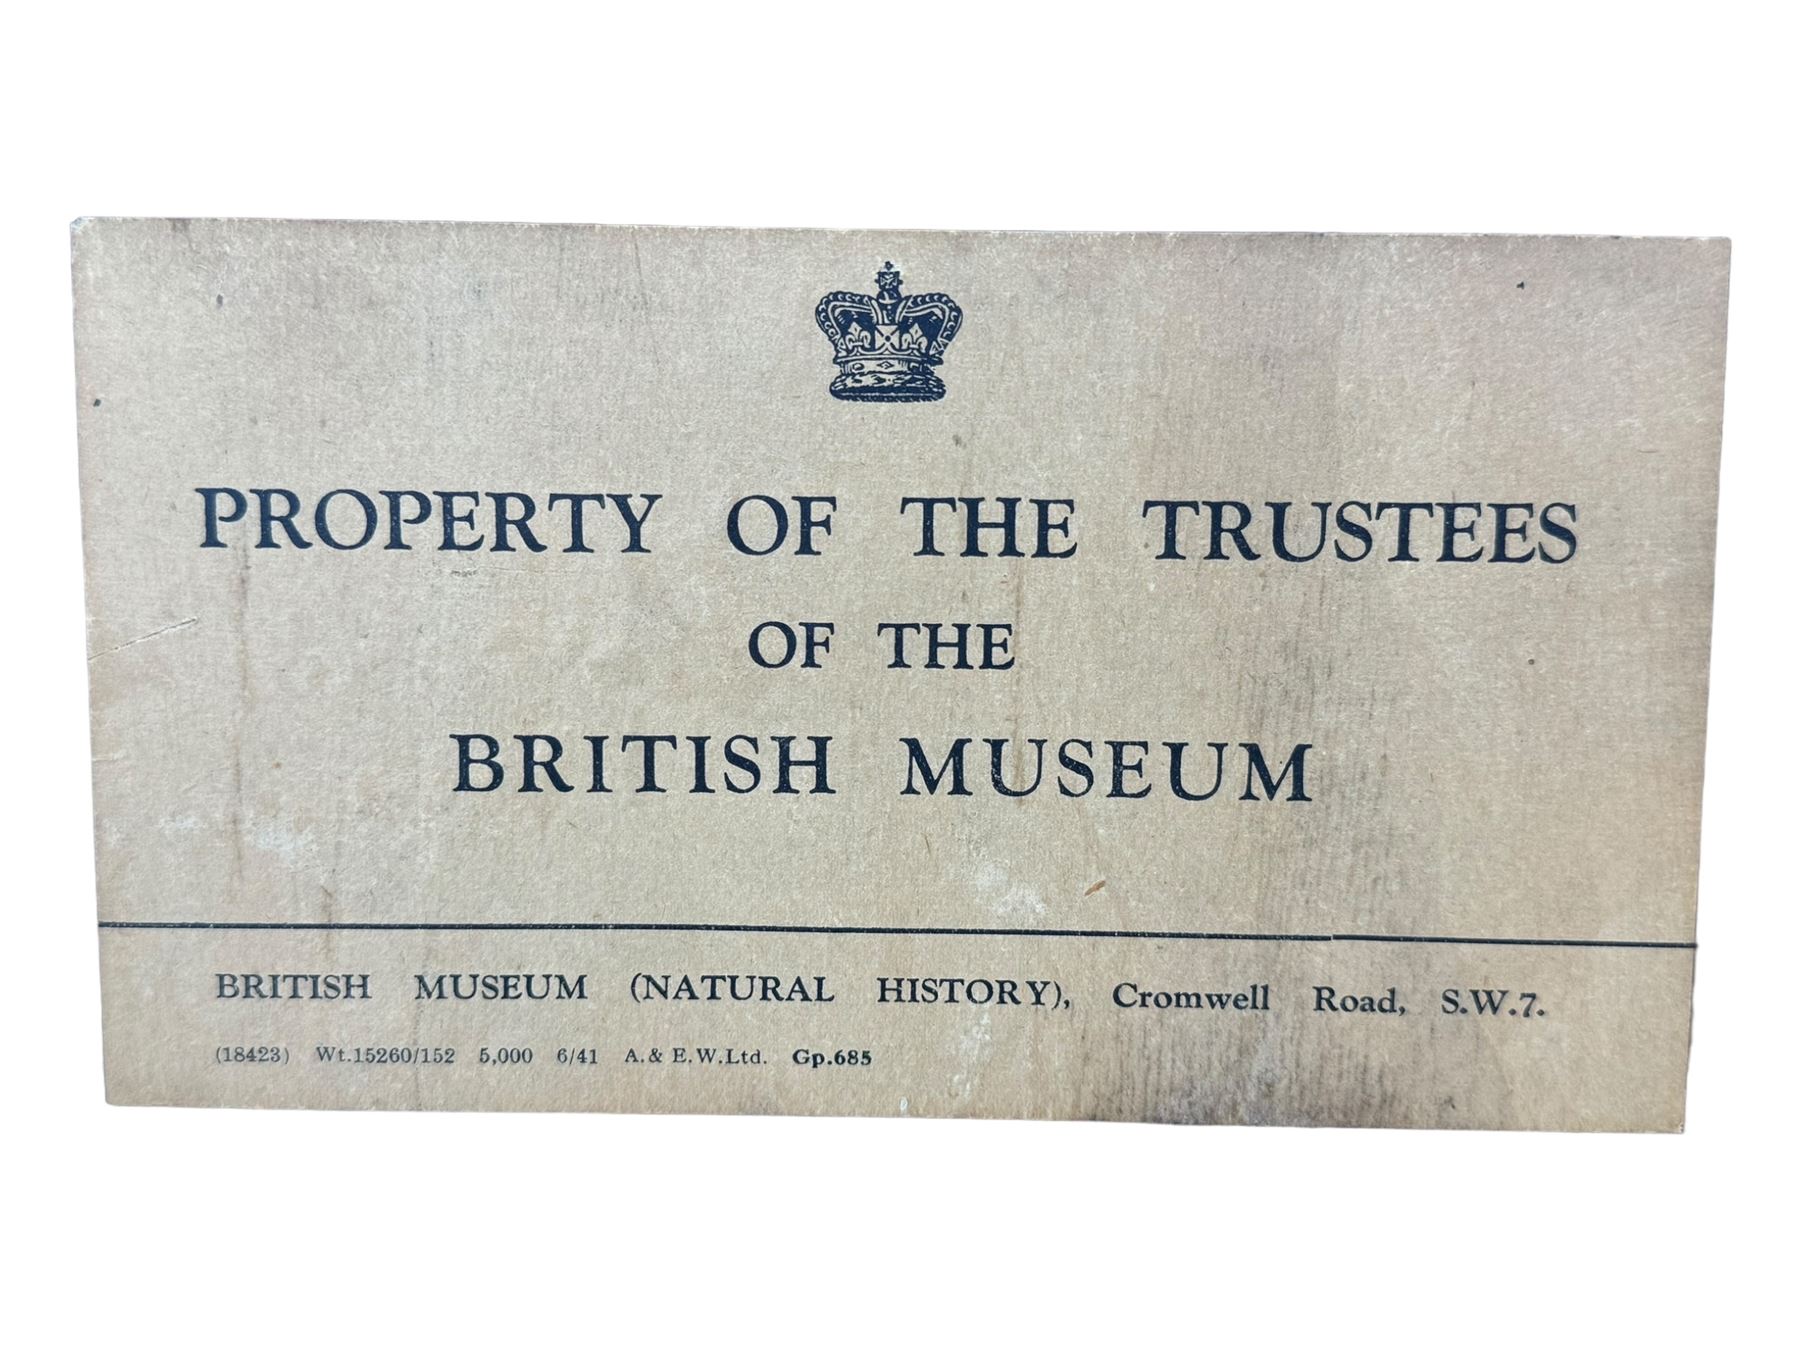 PROPERTY OF THE TRUSTEES
OF THE
BRITISH MUSEUM
BRITISH MUSEUM (NATURAL HISTORY), Cromwell Road, S.W.7.
(18423) Wt.15260/152 5,000 6/41 A.& E.W.Ltd. Gp.685